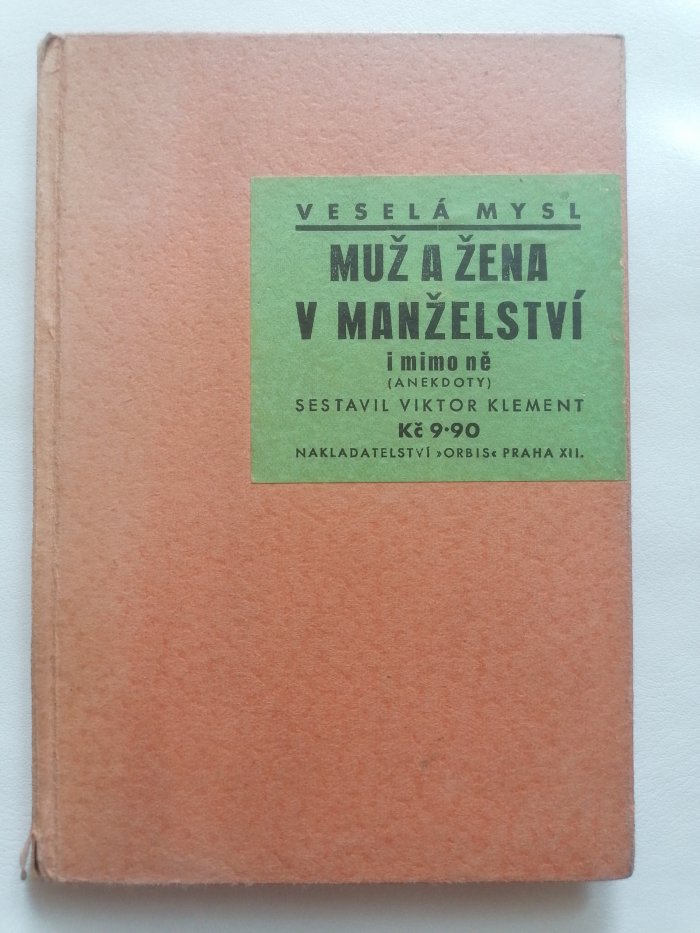 VESELÁ MYSL
MUŽ A ŽENA
V MANŽELSTVÍ
i mimo ně
(ANEKDOTY)
SESTAVIL VIKTOR KLEMENT
Kč 9·90
NAKLADATELSTVÍ »ORBIS« PRAHA XII.